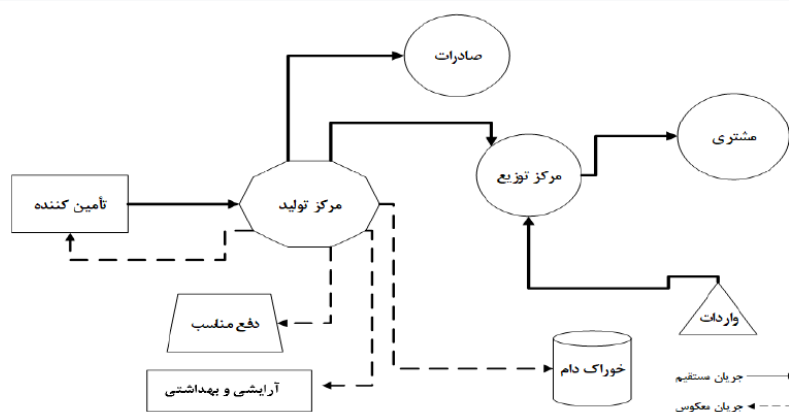 صادرات
مشتری
مرکز توزیع
مرکز تولید
تأمین کننده
واردات
دفع مناسب
خوراک دام
آرایشی و بهداشتی
جریان مستقیم
جریان معکوس